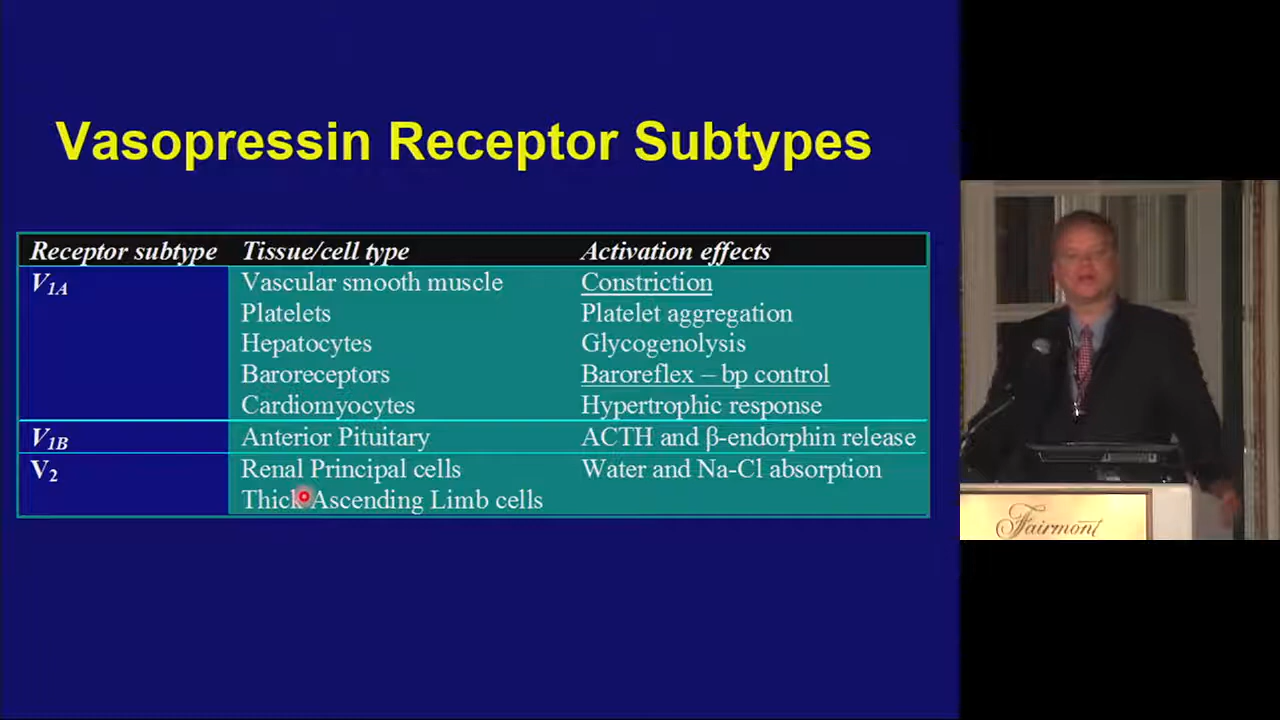 Vasopressin Receptor Subtypes
Receptor subtype Tissue/cell type Activation effects
V1A Vascular smooth muscle Constriction
Platelets Platelet aggregation
Hepatocytes Glycogenolysis
Baroreceptors Baroreflex – bp control
Cardiomyocytes Hypertrophic response
V1B Anterior Pituitary ACTH and β-endorphin release
V2 Renal Principal cells Water and Na-Cl absorption
Thick Ascending Limb cells
Fairmont